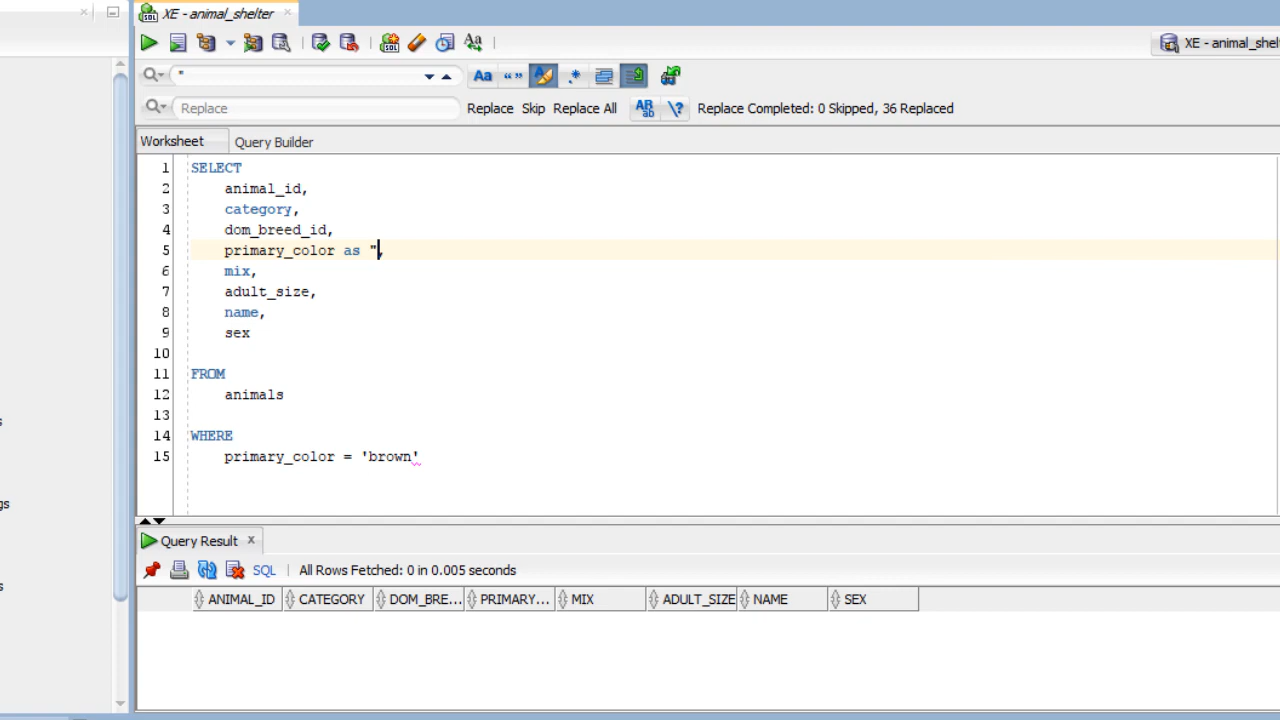 XE - animal_shelter
XE - animal_shel
"
Aa
Replace
Replace Skip Replace All
Replace Completed: 0 Skipped, 36 Replaced
Worksheet Query Builder
1 SELECT
2 animal_id,
3 category,
4 dom_breed_id,
5 primary_color as ",
6 mix,
7 adult_size,
8 name,
9 sex
10
11 FROM
12 animals
13
14 WHERE
15 primary_color = 'brown'
s
gs
s
Query Result x
SQL All Rows Fetched: 0 in 0.005 seconds
ANIMAL_ID CATEGORY DOM_BRE... PRIMARY... MIX ADULT_SIZE NAME SEX